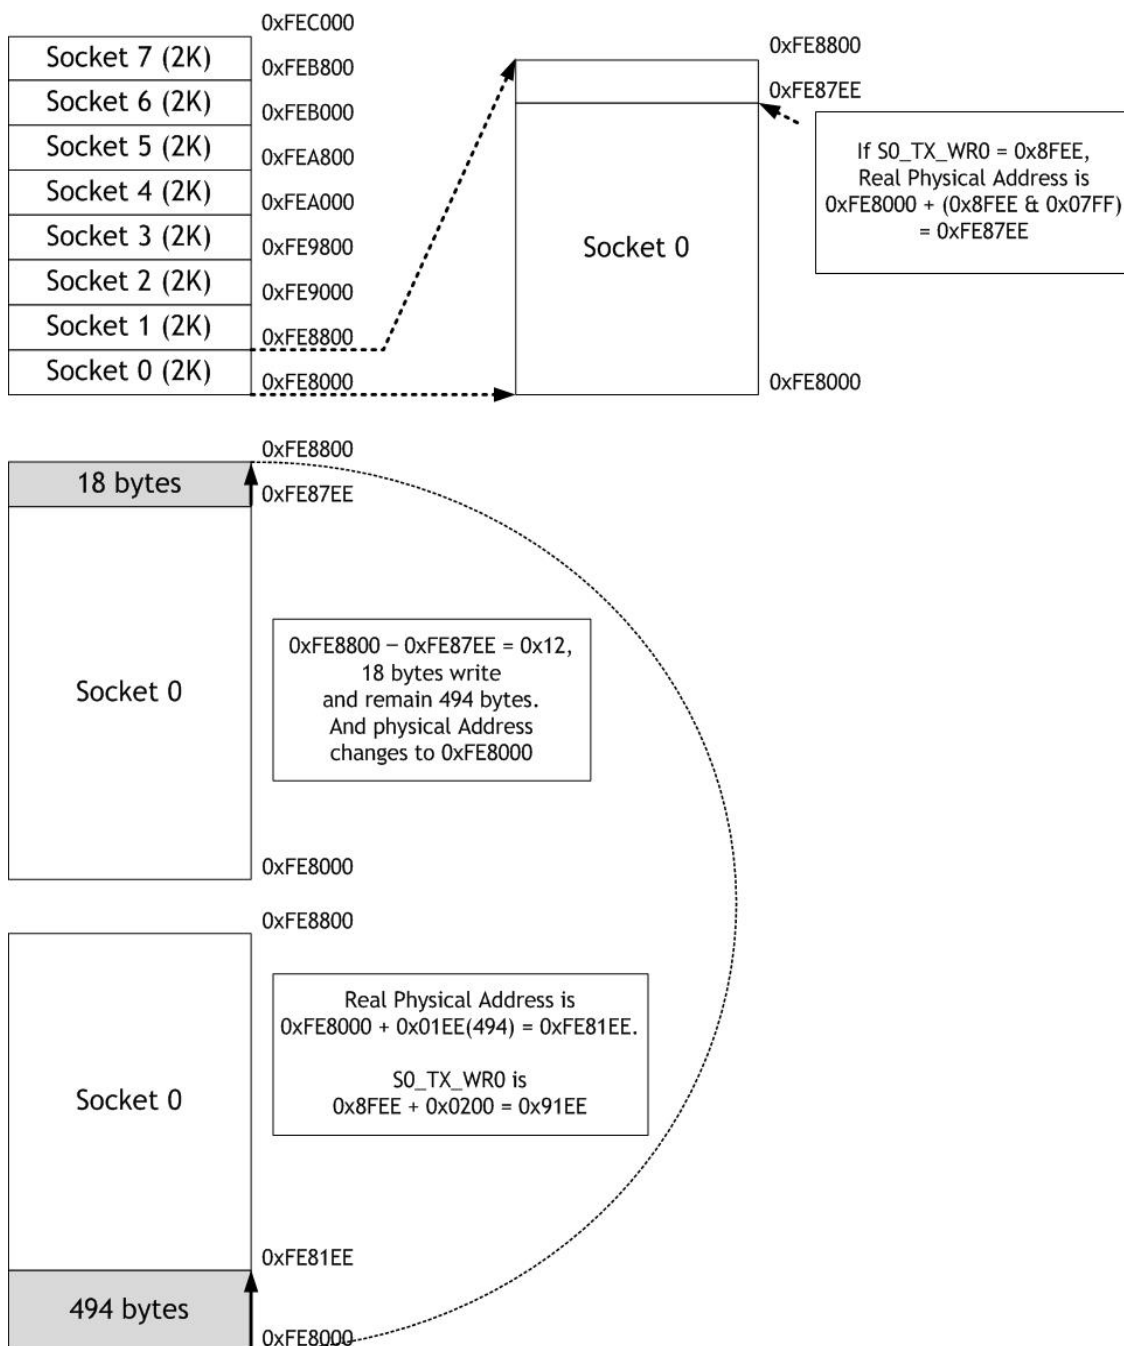 0xFEC000
Socket 7 (2K)
0xFEB800
Socket 6 (2K)
0xFEB000
Socket 5 (2K)
0xFEA800
Socket 4 (2K)
0xFEA000
Socket 3 (2K)
0xFE9800
Socket 2 (2K)
0xFE9000
Socket 1 (2K)
0xFE8800
Socket 0 (2K)
0xFE8000
0xFE8800
0xFE87EE
Socket 0
0xFE8000
If S0_TX_WR0 = 0x8FEE,
Real Physical Address is
0xFE8000 + (0x8FEE & 0x07FF)
= 0xFE87EE
0xFE8800
18 bytes
0xFE87EE
Socket 0
0xFE8800 – 0xFE87EE = 0x12,
18 bytes write
and remain 494 bytes.
And physical Address
changes to 0xFE8000
0xFE8000
0xFE8800
Socket 0
Real Physical Address is
0xFE8000 + 0x01EE(494) = 0xFE81EE.
S0_TX_WR0 is
0x8FEE + 0x0200 = 0x91EE
0xFE81EE
494 bytes
0xFE8000